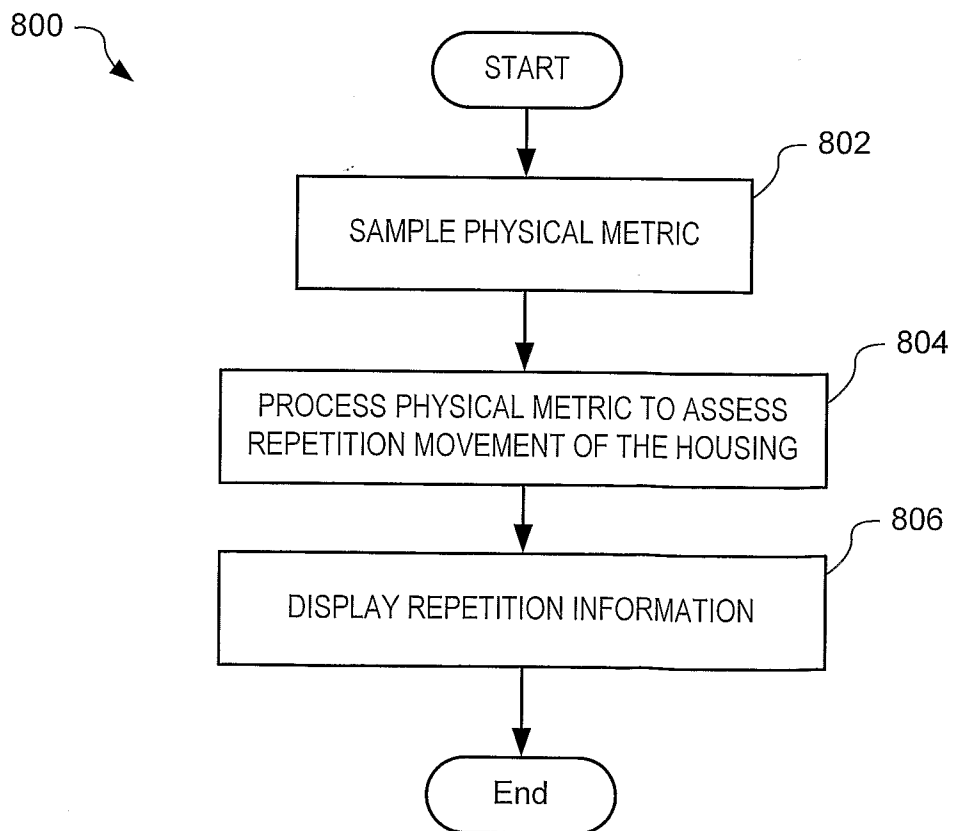 800
START
802
SAMPLE PHYSICAL METRIC
804
PROCESS PHYSICAL METRIC TO ASSESS
REPETITION MOVEMENT OF THE HOUSING
806
DISPLAY REPETITION INFORMATION
End